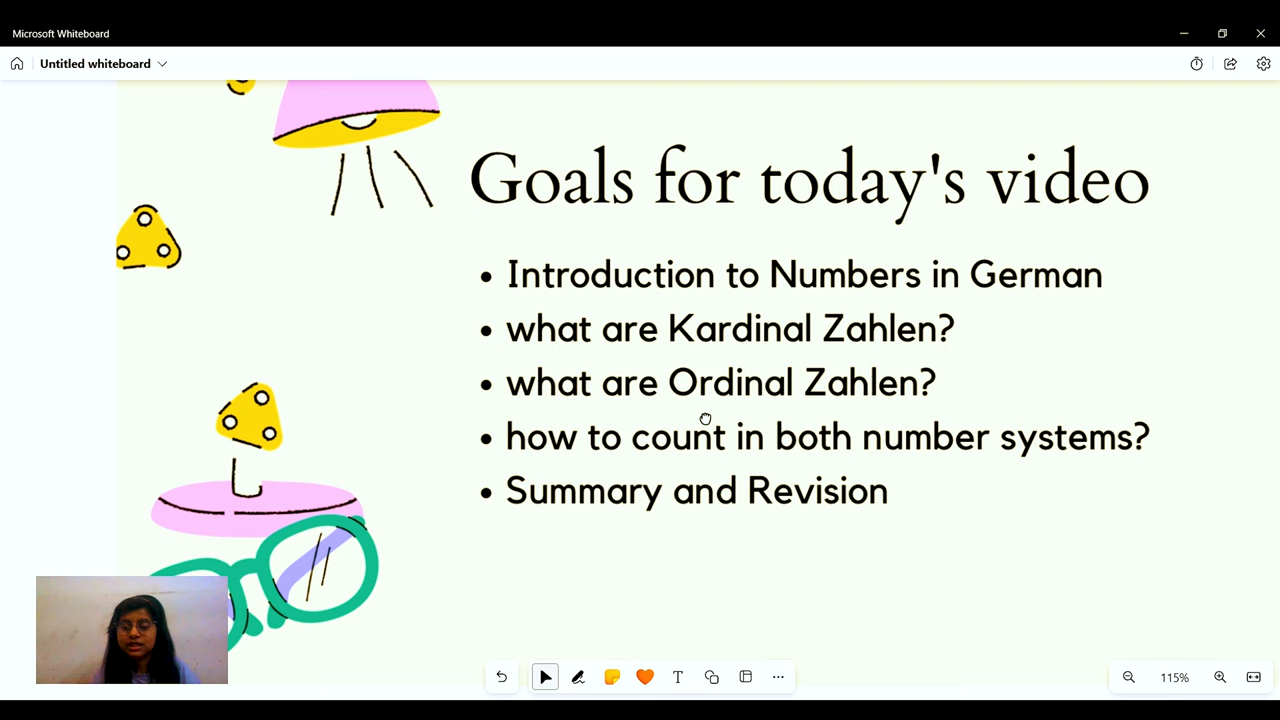 Microsoft Whiteboard
Untitled whiteboard
Goals for today's video
• Introduction to Numbers in German
• what are Kardinal Zahlen?
• what are Ordinal Zahlen?
• how to count in both number systems?
• Summary and Revision
115%